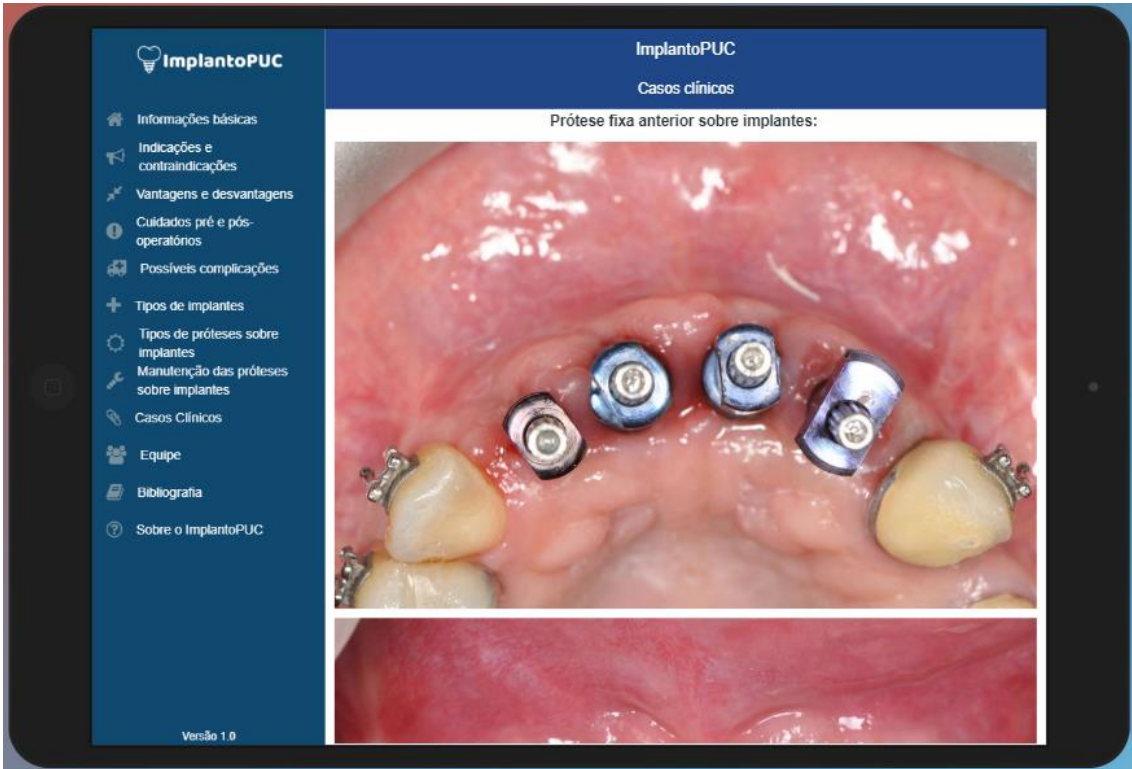 ImplantoPUC
Informações básicas
Indicações e
contraindicações
Vantagens e desvantagens
Cuidados pré e pós-
operatórios
Possíveis complicações
Tipos de implantes
Tipos de próteses sobre
implantes
Manutenção das próteses
sobre implantes
Casos Clínicos
Equipe
Bibliografia
Sobre o ImplantoPUC
Versão 1.0
ImplantoPUC
Casos clínicos
Prótese fixa anterior sobre implantes: